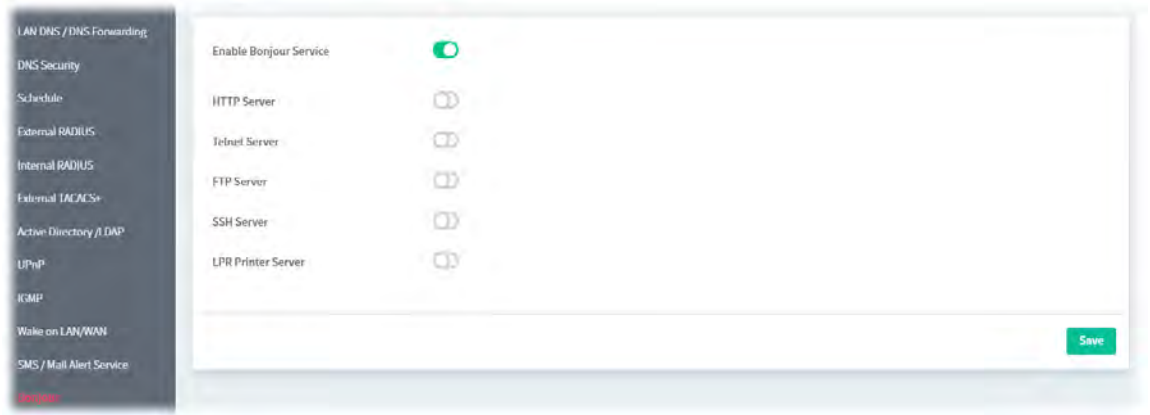 LAN DNS / DNS Forwarding
DNS Security
Schedule
External RADIUS
Internal RADIUS
External TACACS+
Active Directory /LDAP
UPnP
IGMP
Wake on LAN/WAN
SMS / Mail Alert Service
Enable Bonjour Service
HTTP Server
Telnet Server
FTP Server
SSH Server
LPR Printer Server
Save